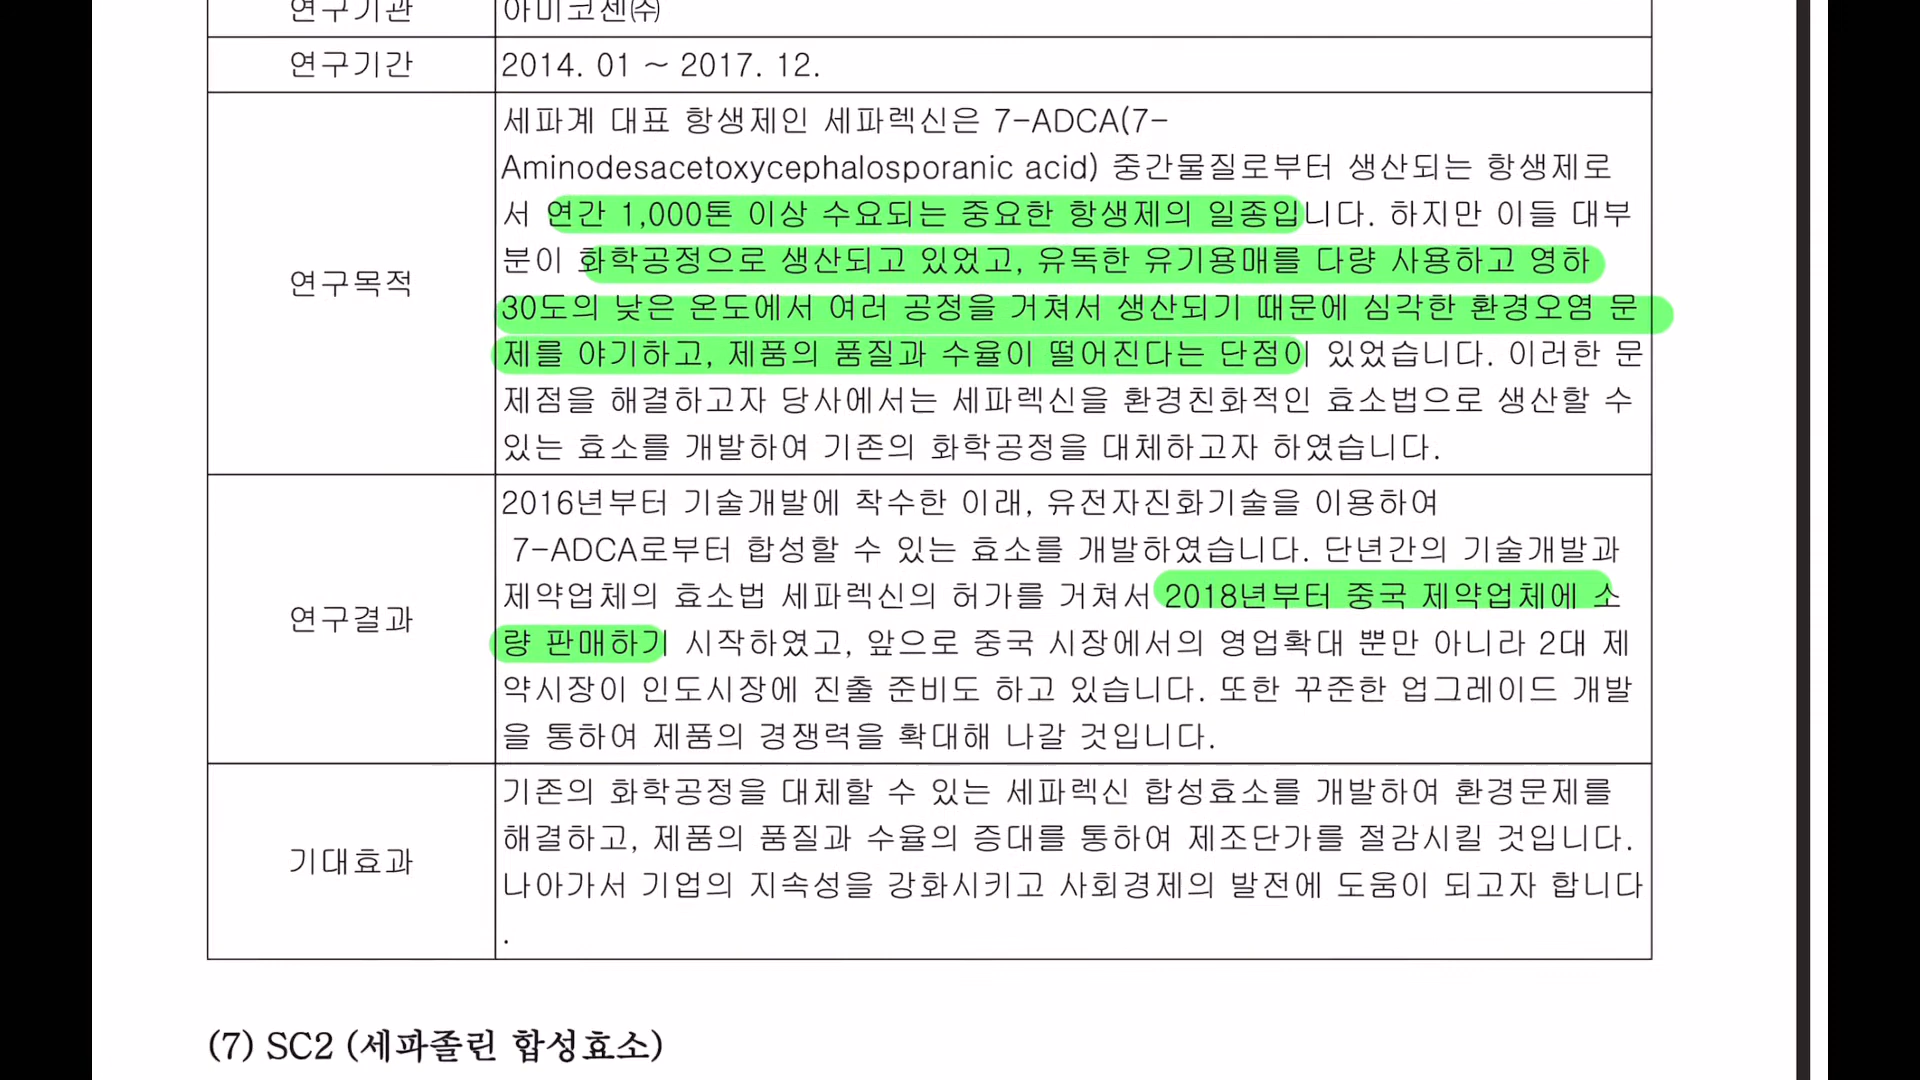 연구기관
아미코젠㈜
연구기간
2014. 01 ~ 2017. 12.
연구목적
세파계 대표 항생제인 세파렉신은 7-ADCA(7-
Aminodesacetoxycephalosporanic acid) 중간물질로부터 생산되는 항생제로
서 연간 1,000톤 이상 수요되는 중요한 항생제의 일종입니다. 하지만 이들 대부
분이 화학공정으로 생산되고 있었고, 유독한 유기용매를 다량 사용하고 영하
30도의 낮은 온도에서 여러 공정을 거쳐서 생산되기 때문에 심각한 환경오염 문
제를 야기하고, 제품의 품질과 수율이 떨어진다는 단점이 있었습니다. 이러한 문
제점을 해결하고자 당사에서는 세파렉신을 환경친화적인 효소법으로 생산할 수
있는 효소를 개발하여 기존의 화학공정을 대체하고자 하였습니다.
연구결과
2016년부터 기술개발에 착수한 이래, 유전자진화기술을 이용하여
7-ADCA로부터 합성할 수 있는 효소를 개발하였습니다. 단년간의 기술개발과
제약업체의 효소법 세파렉신의 허가를 거쳐서 2018년부터 중국 제약업체에 소
량 판매하기 시작하였고, 앞으로 중국 시장에서의 영업확대 뿐만 아니라 2대 제
약시장이 인도시장에 진출 준비도 하고 있습니다. 또한 꾸준한 업그레이드 개발
을 통하여 제품의 경쟁력을 확대해 나갈 것입니다.
기대효과
기존의 화학공정을 대체할 수 있는 세파렉신 합성효소를 개발하여 환경문제를
해결하고, 제품의 품질과 수율의 증대를 통하여 제조단가를 절감시킬 것입니다.
나아가서 기업의 지속성을 강화시키고 사회경제의 발전에 도움이 되고자 합니다
.
(7) SC2 (세파졸린 합성효소)